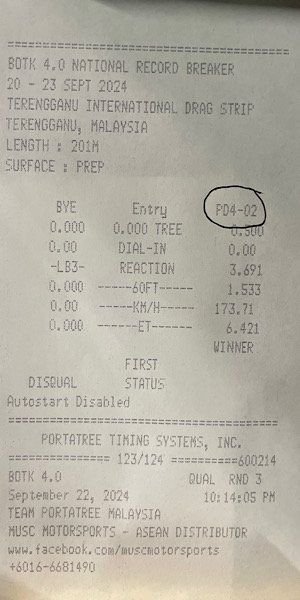 ================================
BOTK 4.0 NATIONAL RECORD BREAKER
20 - 23 SEPT 2024
TERENGGANU INTERNATIONAL DRAG STRIP
TERENGGANU, MALAYSIA
LENGTH : 201M
SURFACE : PREP
BYE Entry PD4-02
0.000 0.000 TREE 0.500
0.00 DIAL-IN 0.00
-LB3- REACTION 3.691
0.000 ------60FT----- 1.533
0.00 -----KM/H----- 173.71
0.000 ------ET------ 6.421
WINNER
FIRST
DISQUAL STATUS
Autostart Disabled
================================
PORTATREE TIMING SYSTEMS, INC.
============== 123/124 ==========600214
BOTK 4.0 QUAL RND 3
September 22, 2024 10:14:05 PM
TEAM PORTATREE MALAYSIA
MUSC MOTORSPORTS - ASEAN DISTRIBUTOR
www.facebook.com/muscmotorsports
+6016-6681490